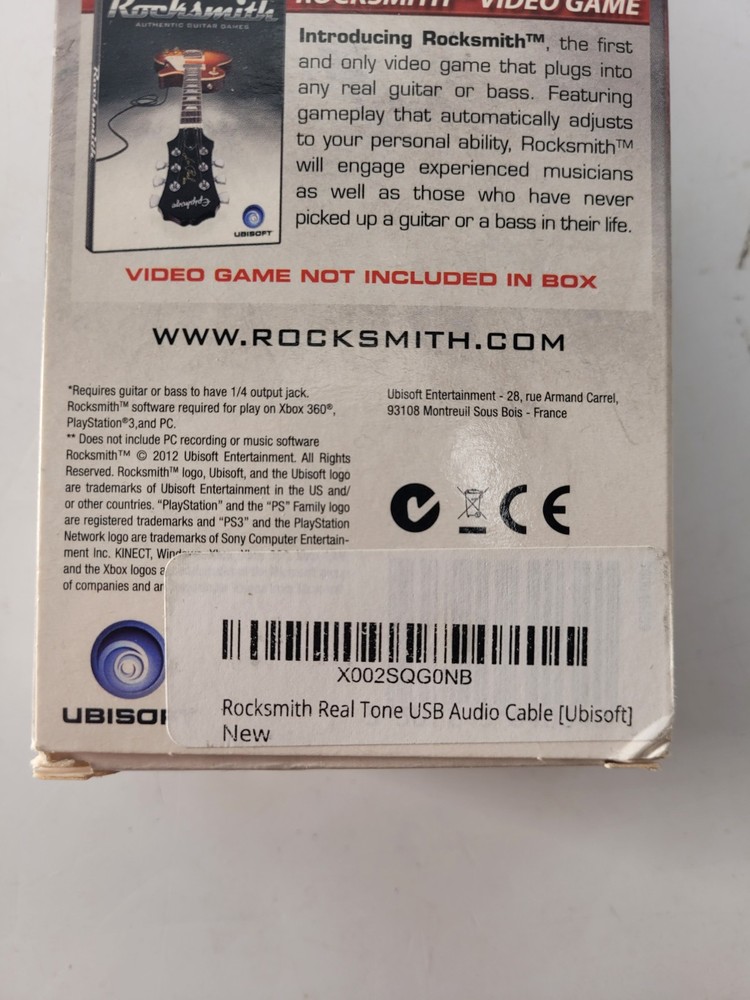 Rocksmith
AUTHENTIC GUITAR GAMES
Rocksmith
Epiphone
UBISOFT
ROCKSMITH™ VIDEO GAME
Introducing Rocksmith™, the first
and only video game that plugs into
any real guitar or bass. Featuring
gameplay that automatically adjusts
to your personal ability, Rocksmith™
will engage experienced musicians
as well as those who have never
picked up a guitar or a bass in their life.
VIDEO GAME NOT INCLUDED IN BOX
WWW.ROCKSMITH.COM
*Requires guitar or bass to have 1/4 output jack.
Rocksmith™ software required for play on Xbox 360®,
PlayStation®3,and PC.
** Does not include PC recording or music software
Rocksmith™ © 2012 Ubisoft Entertainment. All Rights
Reserved. Rocksmith™ logo, Ubisoft, and the Ubisoft logo
are trademarks of Ubisoft Entertainment in the US and/
or other countries. “PlayStation” and the “PS” Family logo
are registered trademarks and “PS3” and the PlayStation
Network logo are trademarks of Sony Computer Entertain-
ment Inc. KINECT,
and the Xbox logos
of companies and
Ubisoft Entertainment - 28, rue Armand Carrel,
93108 Montreuil Sous Bois - France
CE
UBISO
X002SQG0NB
Rocksmith Real Tone USB Audio Cable [Ubisoft]
New